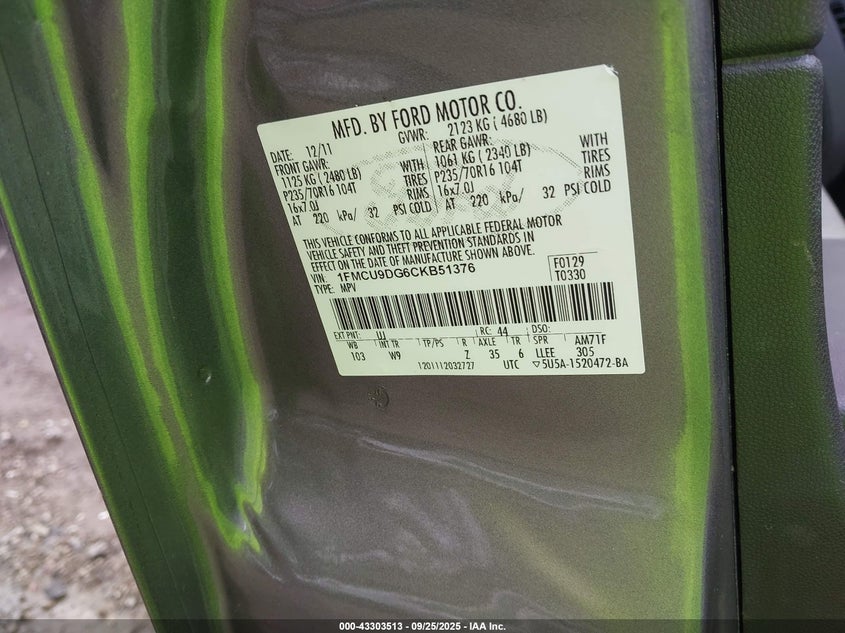 MFD. BY FORD MOTOR CO.
DATE: 12/11 GVWR: 2123 KG ( 4680 LB)
FRONT GAWR: REAR GAWR:
1125 KG ( 2480 LB) WITH 1061 KG ( 2340 LB) WITH
P235/70R16 104T TIRES P235/70R16 104T TIRES
16x7.0J RIMS 16x7.0J RIMS
AT 220 kPa/ 32 PSI COLD AT 220 kPa/ 32 PSI COLD
THIS VEHICLE CONFORMS TO ALL APPLICABLE FEDERAL MOTOR
VEHICLE SAFETY AND THEFT PREVENTION STANDARDS IN
EFFECT ON THE DATE OF MANUFACTURE SHOWN ABOVE.
VIN: 1FMCU9DG6CKB51376 F0129
TYPE: MPV T0330
EXT PNT: UJ RC: 44 DSO:
WB INT TR TP/PS R AXLE TR SPR AM71F
103 W9 Z 35 6 LLEE 305
1201112032727 UTC ▽5U5A-1520472-BA
000-43303513 - 09/25/2025 - IAA Inc.